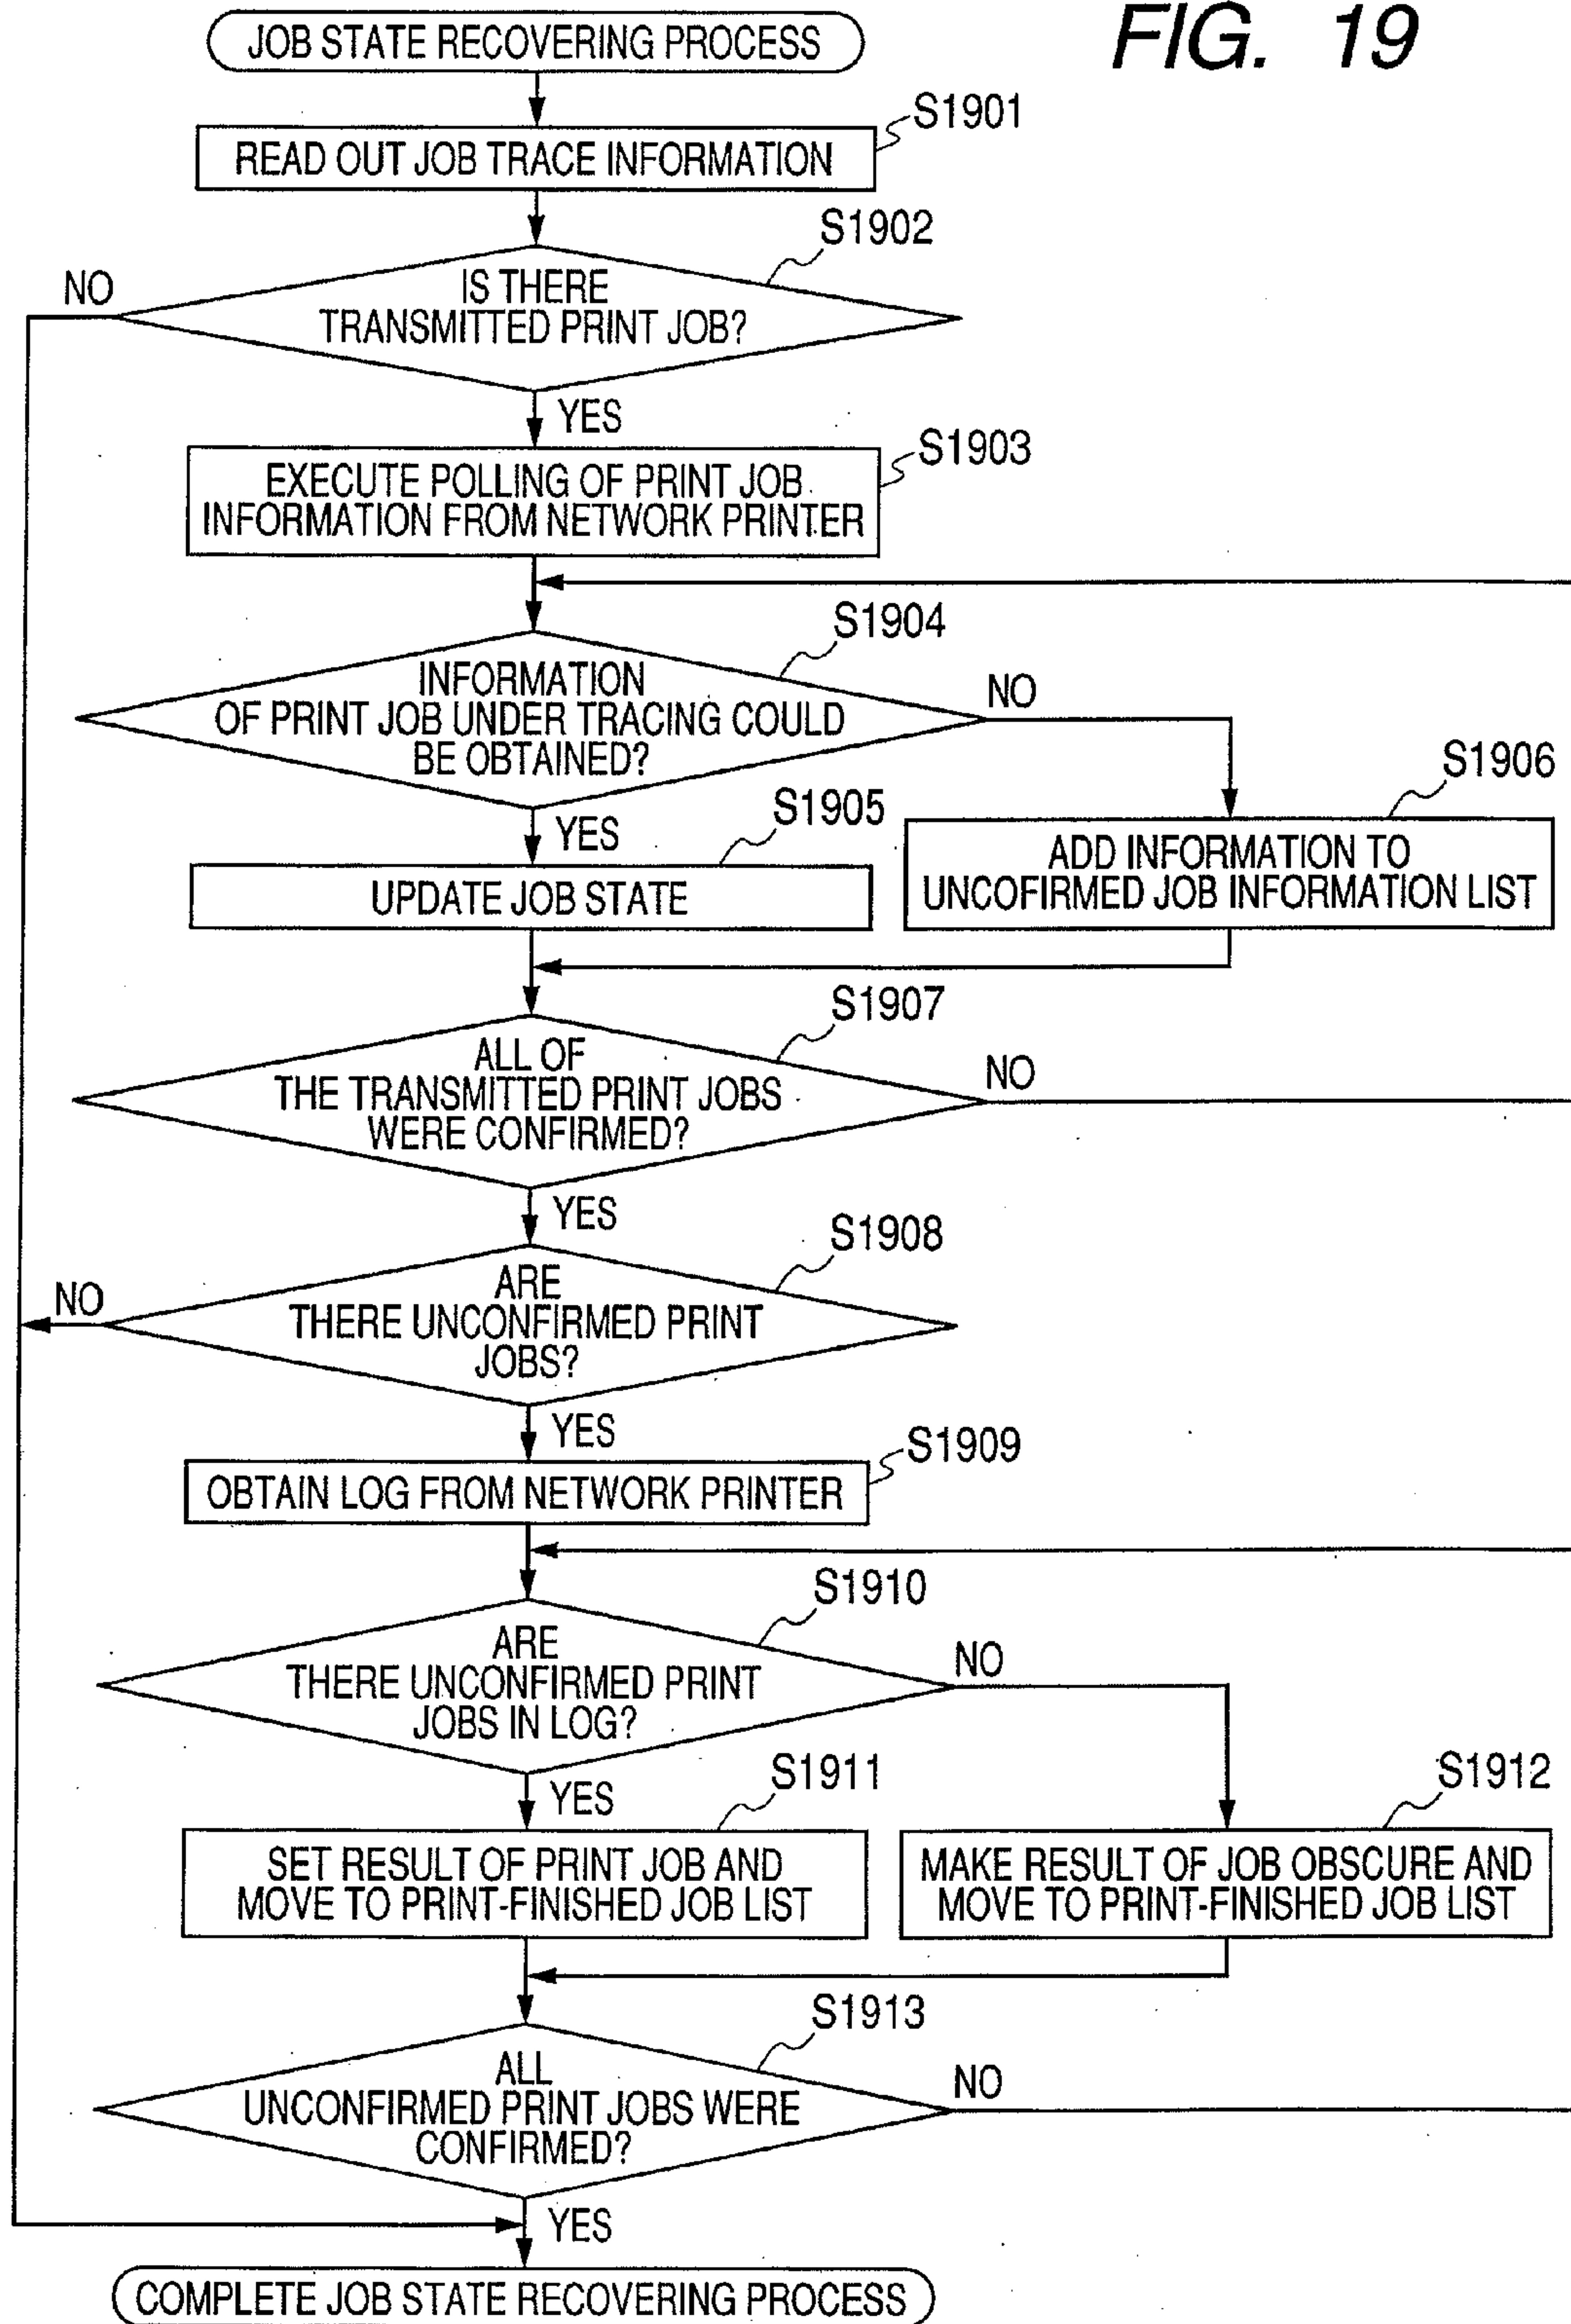 FIG. 19
JOB STATE RECOVERING PROCESS
S1901
READ OUT JOB TRACE INFORMATION
S1902
NO
IS THERE
TRANSMITTED PRINT JOB?
YES
S1903
EXECUTE POLLING OF PRINT JOB
INFORMATION FROM NETWORK PRINTER
S1904
INFORMATION
OF PRINT JOB UNDER TRACING COULD
BE OBTAINED?
NO
S1906
ADD INFORMATION TO
UNCOFIRMED JOB INFORMATION LIST
YES
S1905
UPDATE JOB STATE
S1907
ALL OF
THE TRANSMITTED PRINT JOBS
WERE CONFIRMED?
NO
YES
S1908
NO
ARE
THERE UNCONFIRMED PRINT
JOBS?
YES
S1909
OBTAIN LOG FROM NETWORK PRINTER
S1910
ARE
THERE UNCONFIRMED PRINT
JOBS IN LOG?
NO
YES
S1911
SET RESULT OF PRINT JOB AND
MOVE TO PRINT-FINISHED JOB LIST
S1912
MAKE RESULT OF JOB OBSCURE AND
MOVE TO PRINT-FINISHED JOB LIST
S1913
ALL
UNCONFIRMED PRINT JOBS WERE
CONFIRMED?
NO
YES
COMPLETE JOB STATE RECOVERING PROCESS